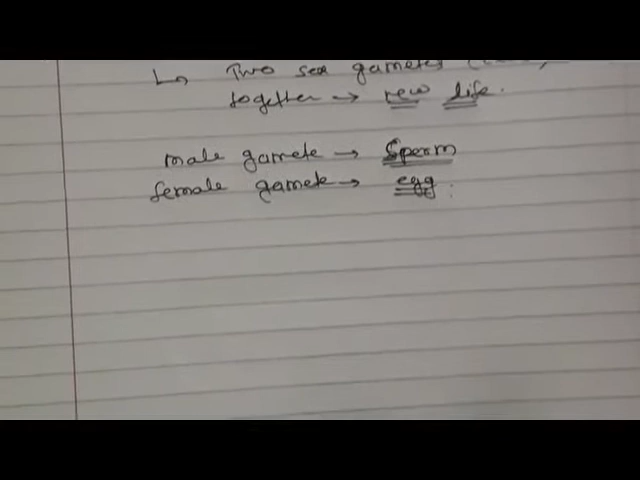 ↳ Two sex gametes
together → new life.
male gamete → Sperm
female gamete → egg.